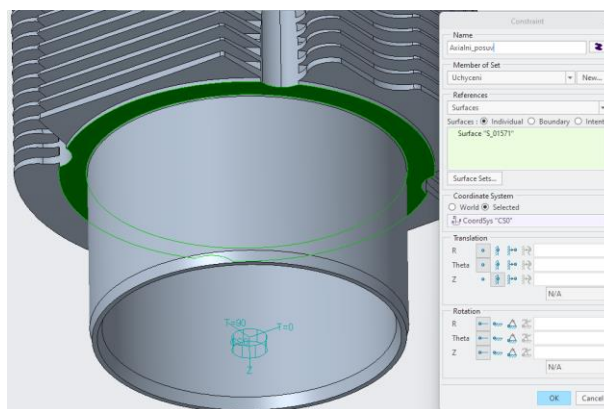 Constraint
Name
Axialni_posuv
Member of Set
Uchyceni
New...
References
Surfaces
Surfaces : Individual Boundary Intent
Surface "S_01571"
Surface Sets...
Coordinate System
World Selected
CoordSys "CS0"
Translation
R
Theta
Z
N/A
Rotation
R
Theta
Z
N/A
OK Cancel
T=90
T=0
Z